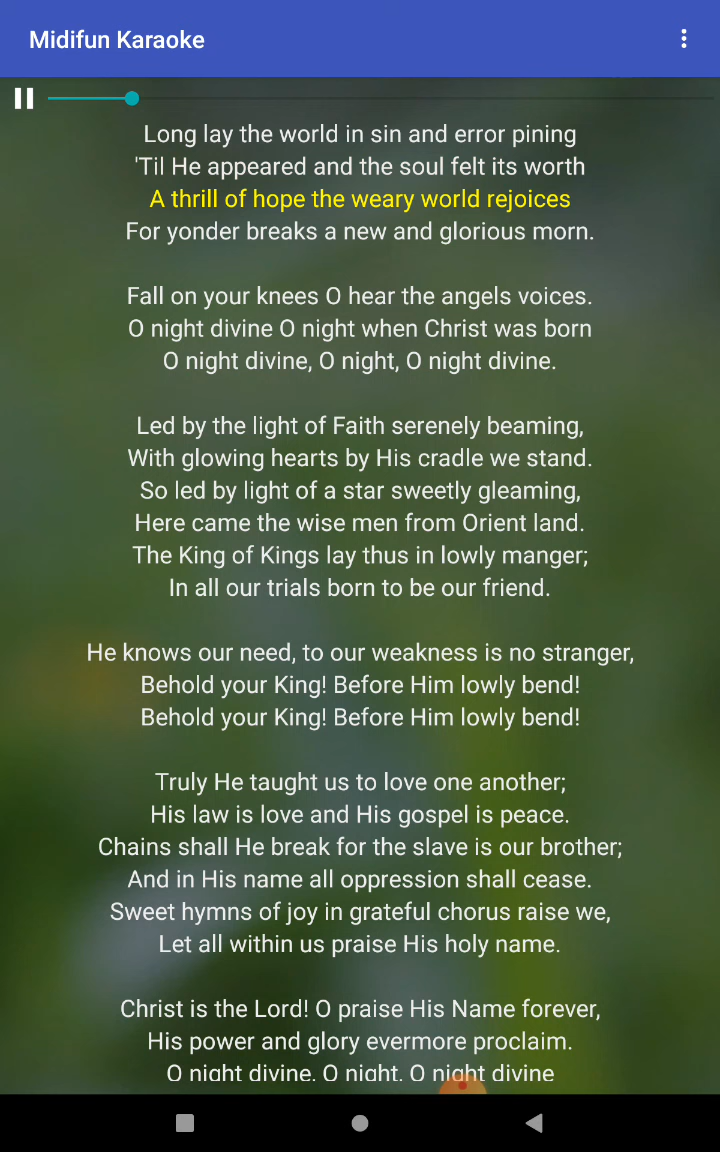 Midifun Karaoke
Long lay the world in sin and error pining
'Til He appeared and the soul felt its worth
A thrill of hope the weary world rejoices
For yonder breaks a new and glorious morn.
Fall on your knees O hear the angels voices.
O night divine O night when Christ was born
O night divine, O night, O night divine.
Led by the light of Faith serenely beaming,
With glowing hearts by His cradle we stand.
So led by light of a star sweetly gleaming,
Here came the wise men from Orient land.
The King of Kings lay thus in lowly manger;
In all our trials born to be our friend.
He knows our need, to our weakness is no stranger,
Behold your King! Before Him lowly bend!
Behold your King! Before Him lowly bend!
Truly He taught us to love one another;
His law is love and His gospel is peace.
Chains shall He break for the slave is our brother;
And in His name all oppression shall cease.
Sweet hymns of joy in grateful chorus raise we,
Let all within us praise His holy name.
Christ is the Lord! O praise His Name forever,
His power and glory evermore proclaim.
O night divine, O night, O night divine